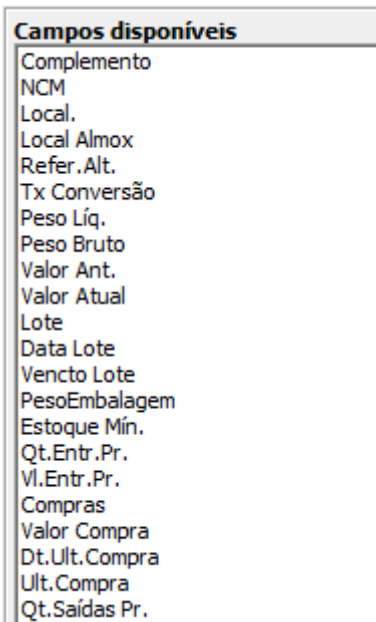 Campos disponíveis
Complemento
NCM
Local.
Local Almox
Refer.Alt.
Tx Conversão
Peso Líq.
Peso Bruto
Valor Ant.
Valor Atual
Lote
Data Lote
Vencto Lote
PesoEmbalagem
Estoque Mín.
Qt.Entr.Pr.
Vl.Entr.Pr.
Compras
Valor Compra
Dt.Ult.Compra
Ult.Compra
Qt.Saídas Pr.